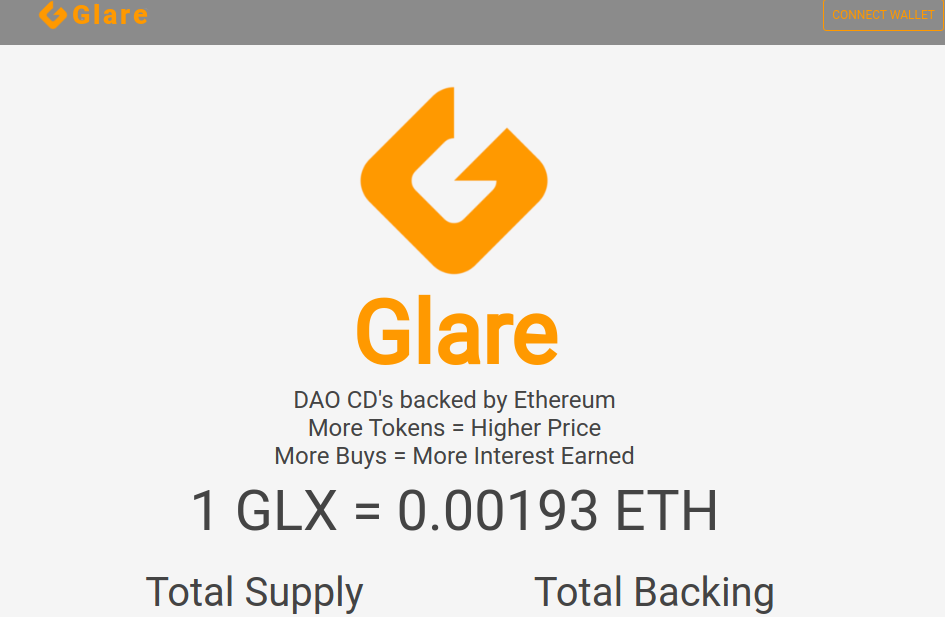 Glare
CONNECT WALLET
Glare
DAO CD's backed by Ethereum
More Tokens = Higher Price
More Buys = More Interest Earned
1 GLX = 0.00193 ETH
Total Supply
Total Backing